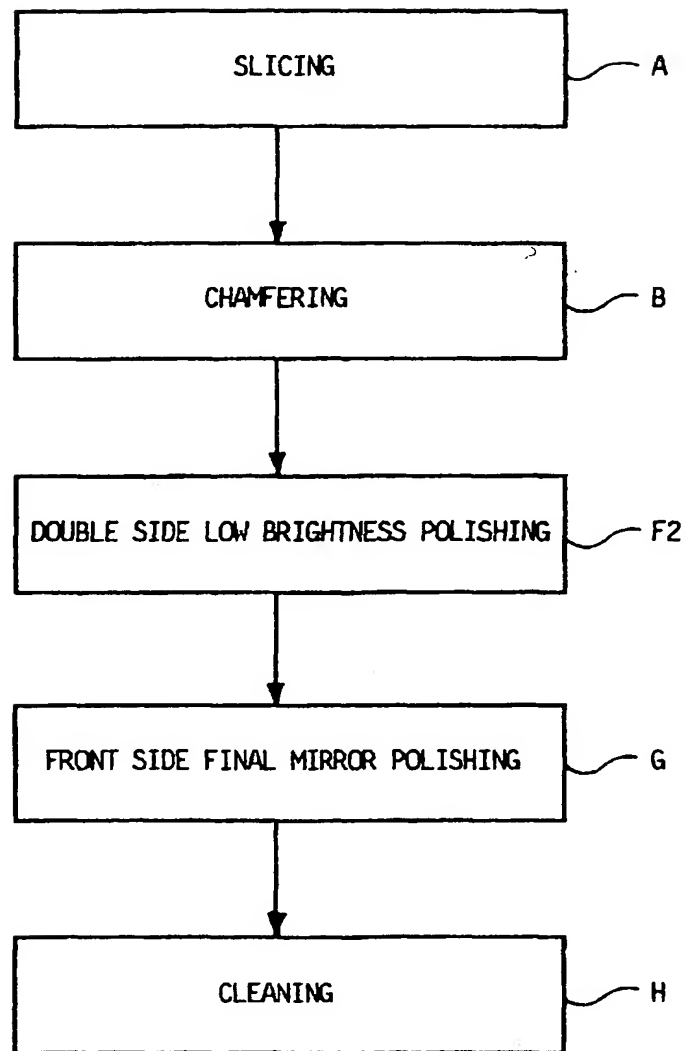 SLICING A
CHAMFERING B
DOUBLE SIDE LOW BRIGHTNESS POLISHING F2
FRONT SIDE FINAL MIRROR POLISHING G
CLEANING H